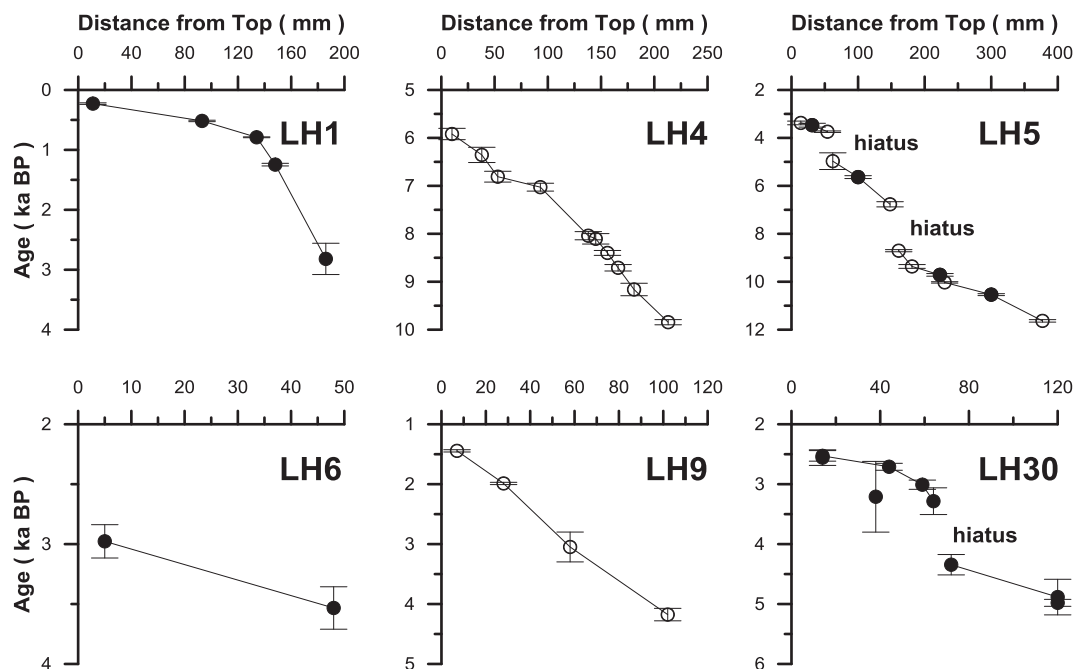 Distance from Top ( mm ) Distance from Top ( mm ) Distance from Top ( mm )
0 40 80 120 160 200 0 50 100 150 200 250 0 100 200 300 400
Age ( ka BP )
0 1 2 3 4
LH1
5 6 7 8 9 10
LH4
2 4 6 8 10 12
LH5
hiatus
hiatus
0 10 20 30 40 50 0 20 40 60 80 100 120 0 40 80 120
Age ( ka BP )
2 3 4
LH6
1 2 3 4 5
LH9
2 3 4 5 6
LH30
hiatus